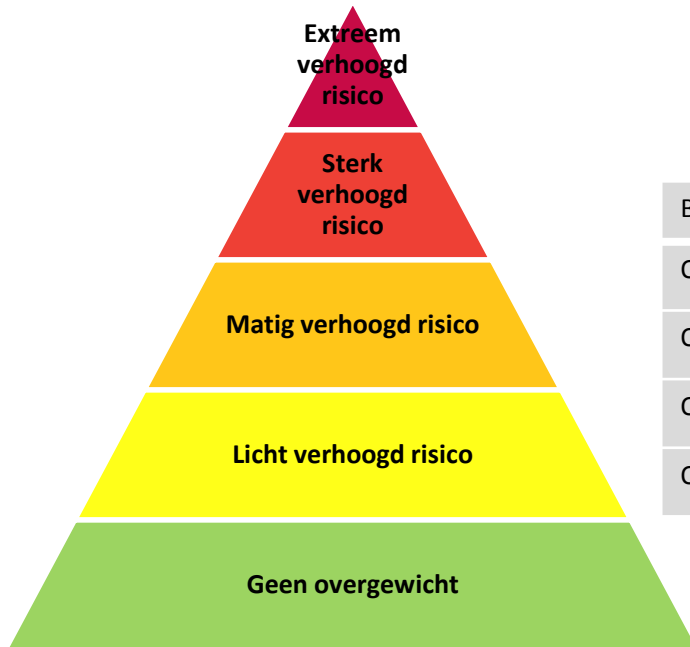 Extreem
verhoogd
risico
Sterk
verhoogd
risico
Matig verhoogd risico
Licht verhoogd risico
Geen overgewicht